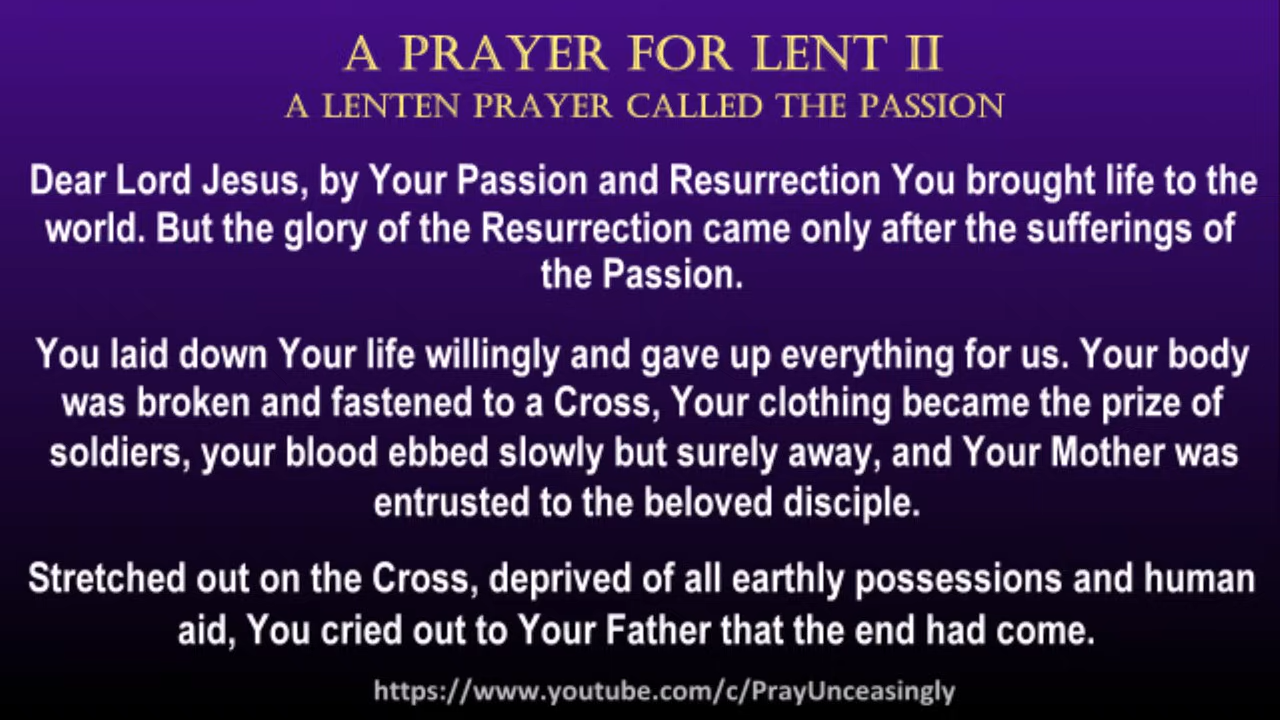 A PRAYER FOR LENT II
A LENTEN PRAYER CALLED THE PASSION
Dear Lord Jesus, by Your Passion and Resurrection You brought life to the
world. But the glory of the Resurrection came only after the sufferings of
the Passion.
You laid down Your life willingly and gave up everything for us. Your body
was broken and fastened to a Cross, Your clothing became the prize of
soldiers, your blood ebbed slowly but surely away, and Your Mother was
entrusted to the beloved disciple.
Stretched out on the Cross, deprived of all earthly possessions and human
aid, You cried out to Your Father that the end had come.
https://www.youtube.com/c/PrayUnceasingly